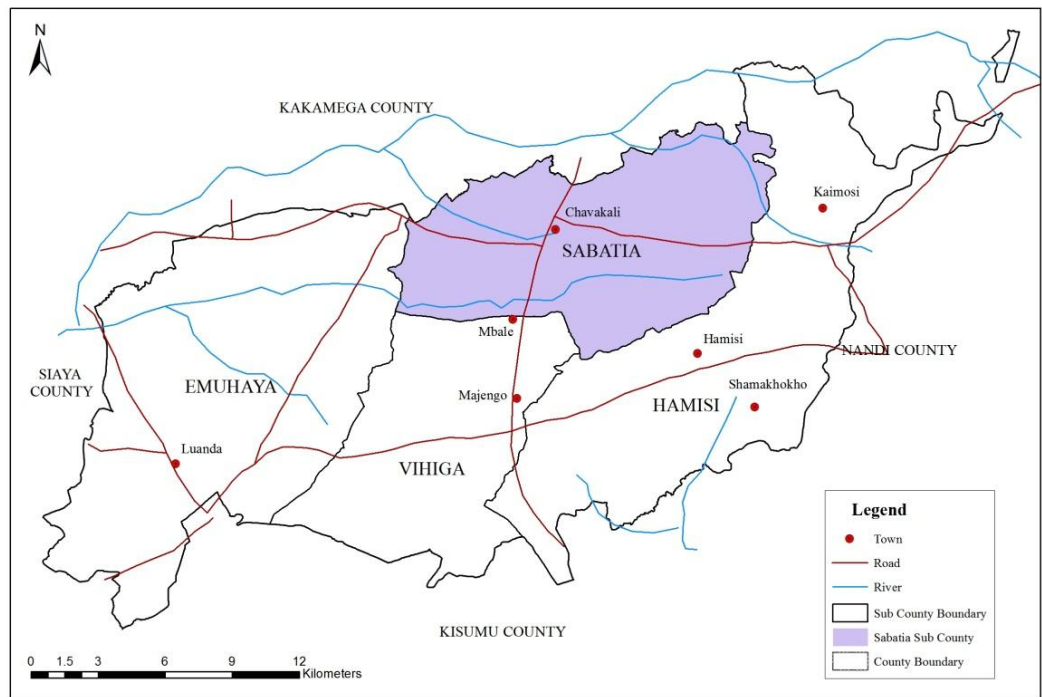 N
KAKAMEGA COUNTY
Kaimosi
Chavakali
SABATIA
Mbale
Hamisi
NANDI COUNTY
SIAYA
COUNTY
EMUHAYA
Shamakhokho
Majengo
HAMISI
Luanda
VIHIGA
KISUMU COUNTY
Legend
Town
Road
River
Sub County Boundary
Sabatia Sub County
County Boundary
0 1.5 3 6 9 12
Kilometers